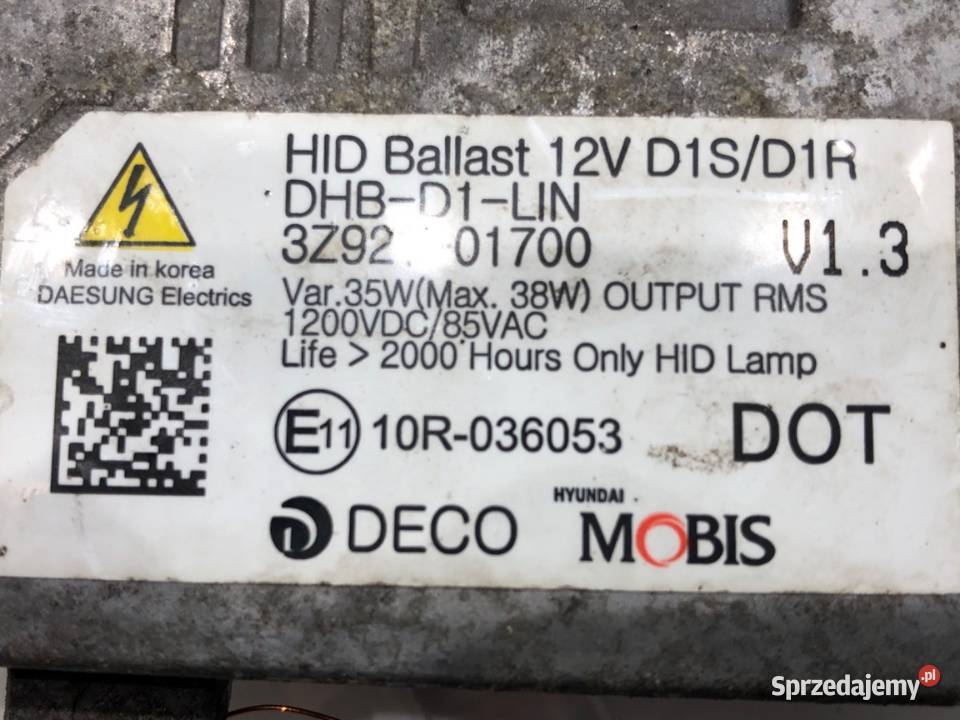 HID Ballast 12V D1S/D1R
DHB-D1-LIN
3Z92 01700
V1.3
Made in korea
DAESUNG Electrics
Var.35W(Max. 38W) OUTPUT RMS
1200VDC/85VAC
Life > 2000 Hours Only HID Lamp
E11 10R-036053
DOT
DECO
HYUNDAI
MOBIS
Sprzedajemy.pl